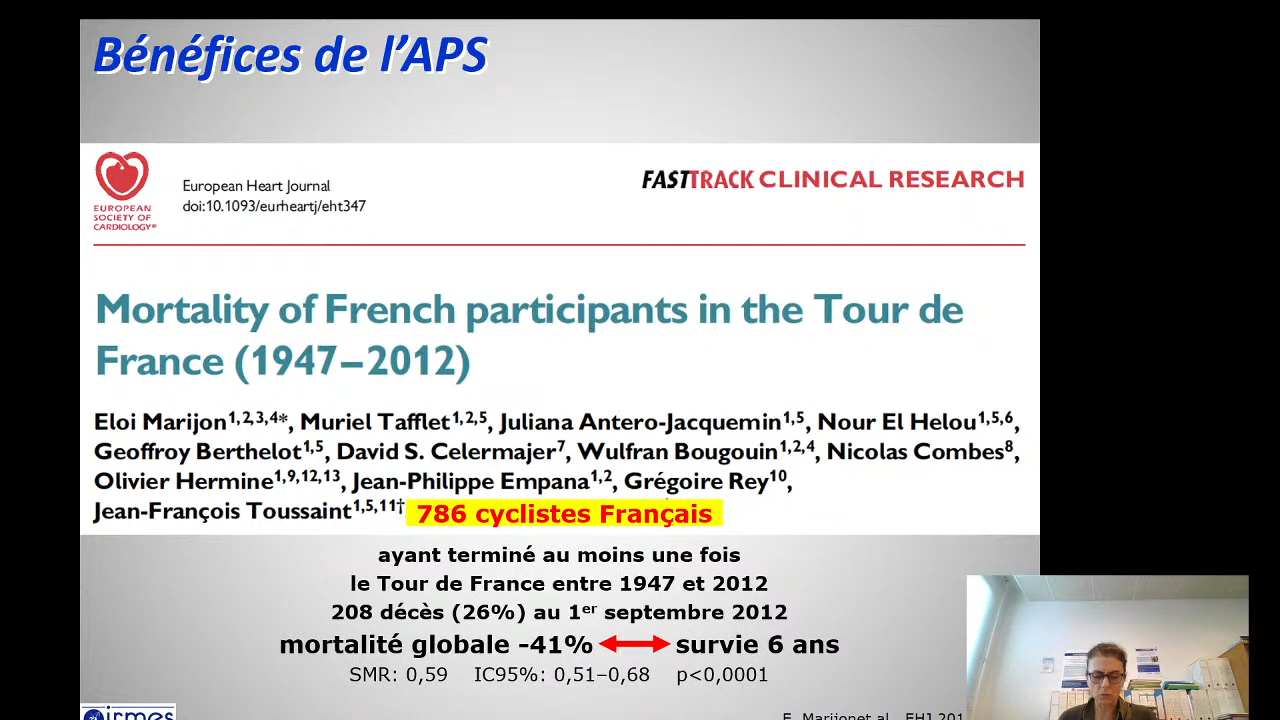 Bénéfices de l'APS
European Heart Journal
doi:10.1093/eurheartj/eht347
FASTTRACK CLINICAL RESEARCH
EUROPEAN
SOCIETY OF
CARDIOLOGY®
Mortality of French participants in the Tour de
France (1947–2012)
Eloi Marijon1,2,3,4*, Muriel Tafflet1,2,5, Juliana Antero-Jacquemin1,5, Nour El Helou1,5,6,
Geoffroy Berthelot1,5, David S. Celermajer7, Wulfran Bougouin1,2,4, Nicolas Combes8,
Olivier Hermine1,9,12,13, Jean-Philippe Empana1,2, Grégoire Rey10,
Jean-François Toussaint1,5,11† 786 cyclistes Français
ayant terminé au moins une fois
le Tour de France entre 1947 et 2012
208 décès (26%) au 1er septembre 2012
mortalité globale -41% survie 6 ans
SMR: 0,59 IC95%: 0,51–0,68 p<0,0001
irmes
E. Marijon et al. EHJ 201